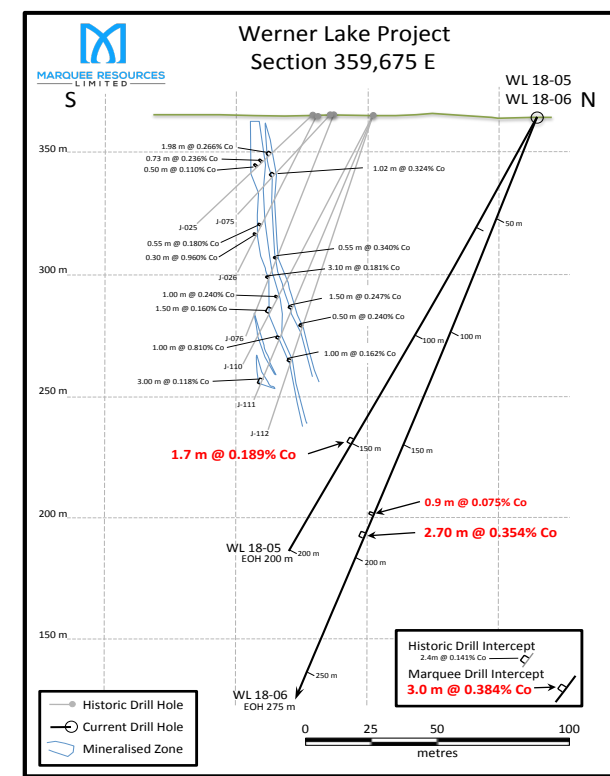 MARQUEE RESOURCES
LIMITED
Werner Lake Project
Section 359,675 E
WL 18-05
WL 18-06
S
N
350 m
300 m
250 m
200 m
150 m
1.98 m @ 0.266% Co
0.73 m @ 0.236% Co
0.50 m @ 0.110% Co
1.02 m @ 0.324% Co
J-025
J-075
50 m
0.55 m @ 0.180% Co
0.30 m @ 0.960% Co
0.55 m @ 0.340% Co
3.10 m @ 0.181% Co
J-026
1.00 m @ 0.240% Co
1.50 m @ 0.160% Co
1.50 m @ 0.247% Co
0.50 m @ 0.240% Co
J-076
100 m
100 m
1.00 m @ 0.810% Co
1.00 m @ 0.162% Co
J-110
3.00 m @ 0.118% Co
J-111
J-112
1.7 m @ 0.189% Co
150 m
150 m
0.9 m @ 0.075% Co
2.70 m @ 0.354% Co
WL 18-05
EOH 200 m
200 m
200 m
250 m
WL 18-06
EOH 275 m
Historic Drill Intercept
2.4m @ 0.141% Co
Marquee Drill Intercept
3.0 m @ 0.384% Co
Historic Drill Hole
Current Drill Hole
Mineralised Zone
0 25 50 100
metres